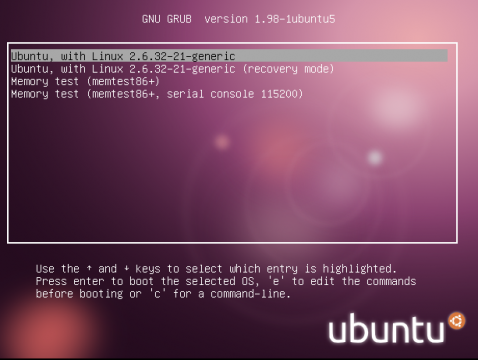 GNU GRUB  version 1.98-1ubuntu5
Ubuntu, with Linux 2.6.32-21-generic
Ubuntu, with Linux 2.6.32-21-generic (recovery mode)
Memory test (memtest86+)
Memory test (memtest86+, serial console 115200)
Use the ↑ and ↓ keys to select which entry is highlighted.
Press enter to boot the selected OS, 'e' to edit the commands
before booting or 'c' for a command-line.
ubuntu